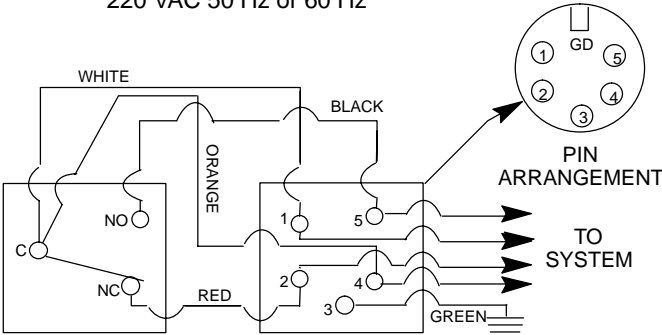 220 VAC 50 Hz or 60 Hz
GD
1
5
2
4
3
PIN
ARRANGEMENT
WHITE
BLACK
ORANGE
NO
C
NC
RED
1
5
2
4
3
GREEN
TO
SYSTEM